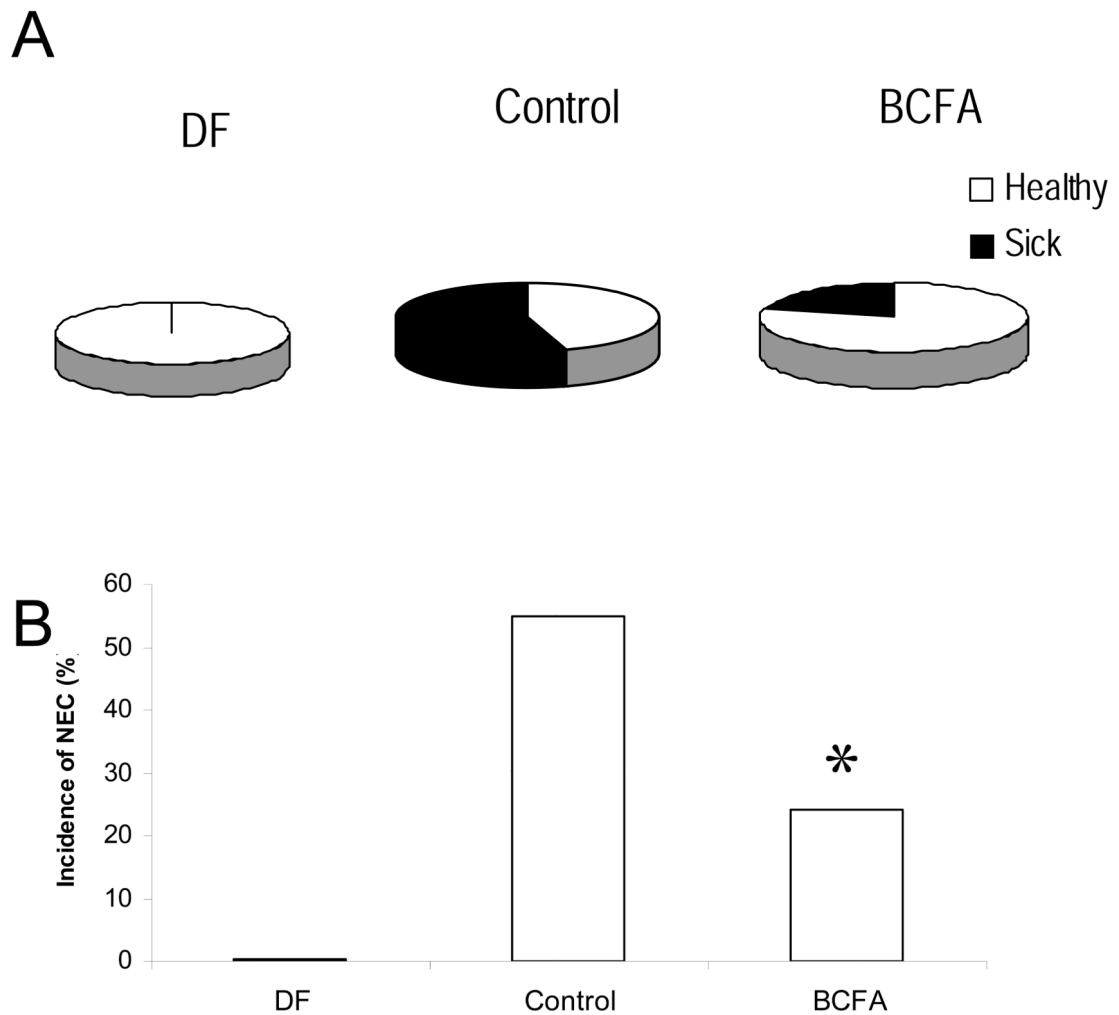 A
DF
Control
BCFA
Healthy
Sick
B
Incidence of NEC (%)
60
50
40
30
20
10
0
*
DF
Control
BCFA